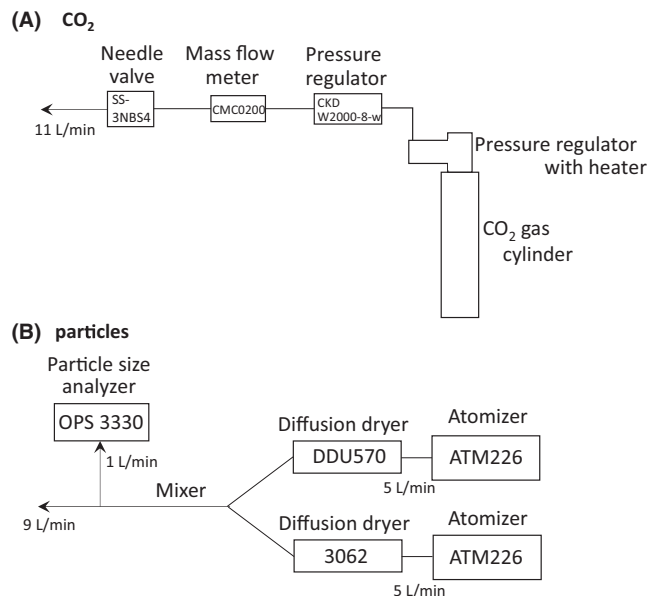 (A) CO₂
Needle
valve
Mass flow
meter
Pressure
regulator
SS-
3NBS4
CMC0200
CKD
W2000-8-w
11 L/min
Pressure regulator
with heater
CO₂ gas
cylinder
(B) particles
Particle size
analyzer
OPS 3330
1 L/min
9 L/min
Mixer
Diffusion dryer
DDU570
5 L/min
Atomizer
ATM226
Diffusion dryer
3062
5 L/min
Atomizer
ATM226